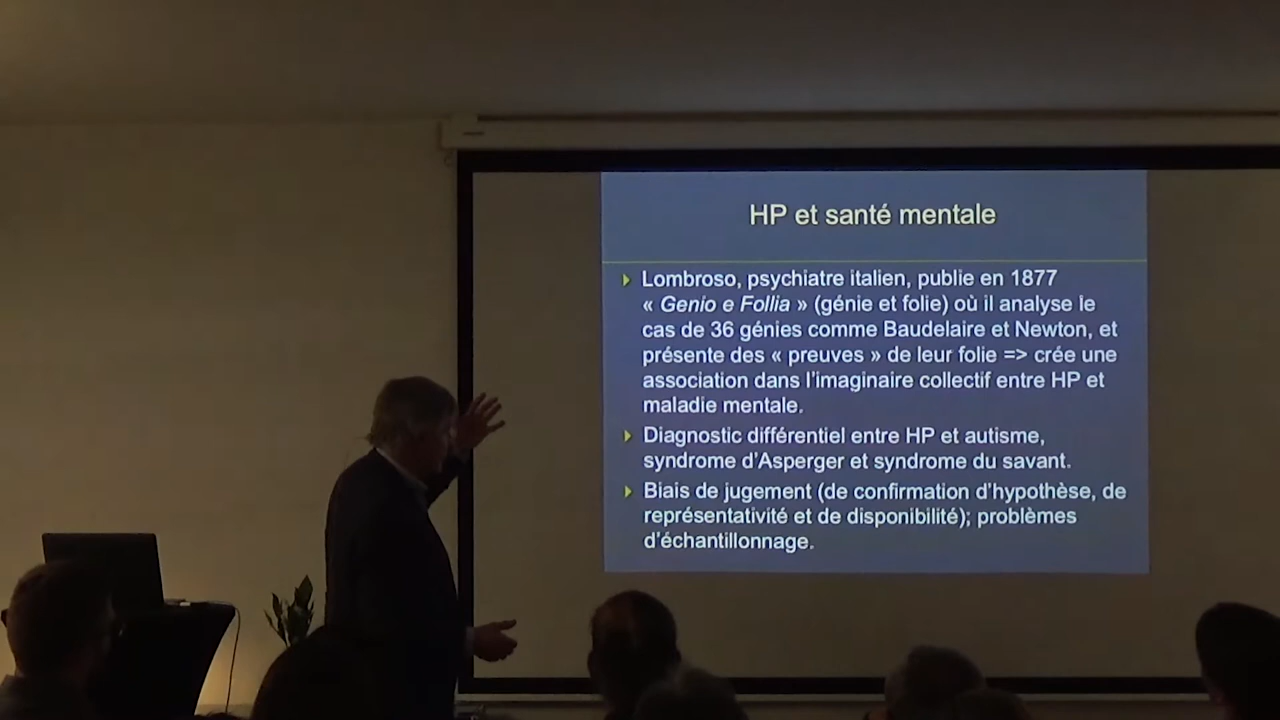 HP et santé mentale
Lombroso, psychiatre italien, publie en 1877
« Genio e Follia » (génie et folie) où il analyse le
cas de 36 génies comme Baudelaire et Newton, et
présente des « preuves » de leur folie => crée une
association dans l'imaginaire collectif entre HP et
maladie mentale.
Diagnostic différentiel entre HP et autisme,
syndrome d'Asperger et syndrome du savant.
Biais de jugement (de confirmation d'hypothèse, de
représentativité et de disponibilité); problèmes
d'échantillonnage.